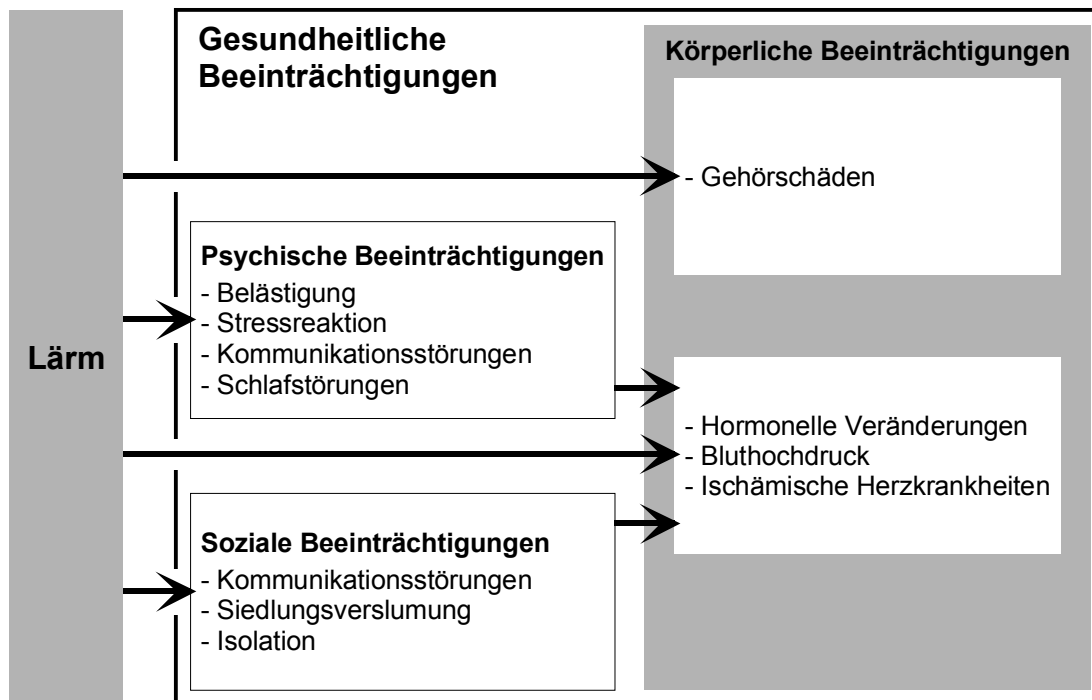 Lärm
Gesundheitliche
Beeinträchtigungen
Körperliche Beeinträchtigungen
- Gehörschäden
Psychische Beeinträchtigungen
- Belästigung
- Stressreaktion
- Kommunikationsstörungen
- Schlafstörungen
- Hormonelle Veränderungen
- Bluthochdruck
- Ischämische Herzkrankheiten
Soziale Beeinträchtigungen
- Kommunikationsstörungen
- Siedlungsverslumung
- Isolation